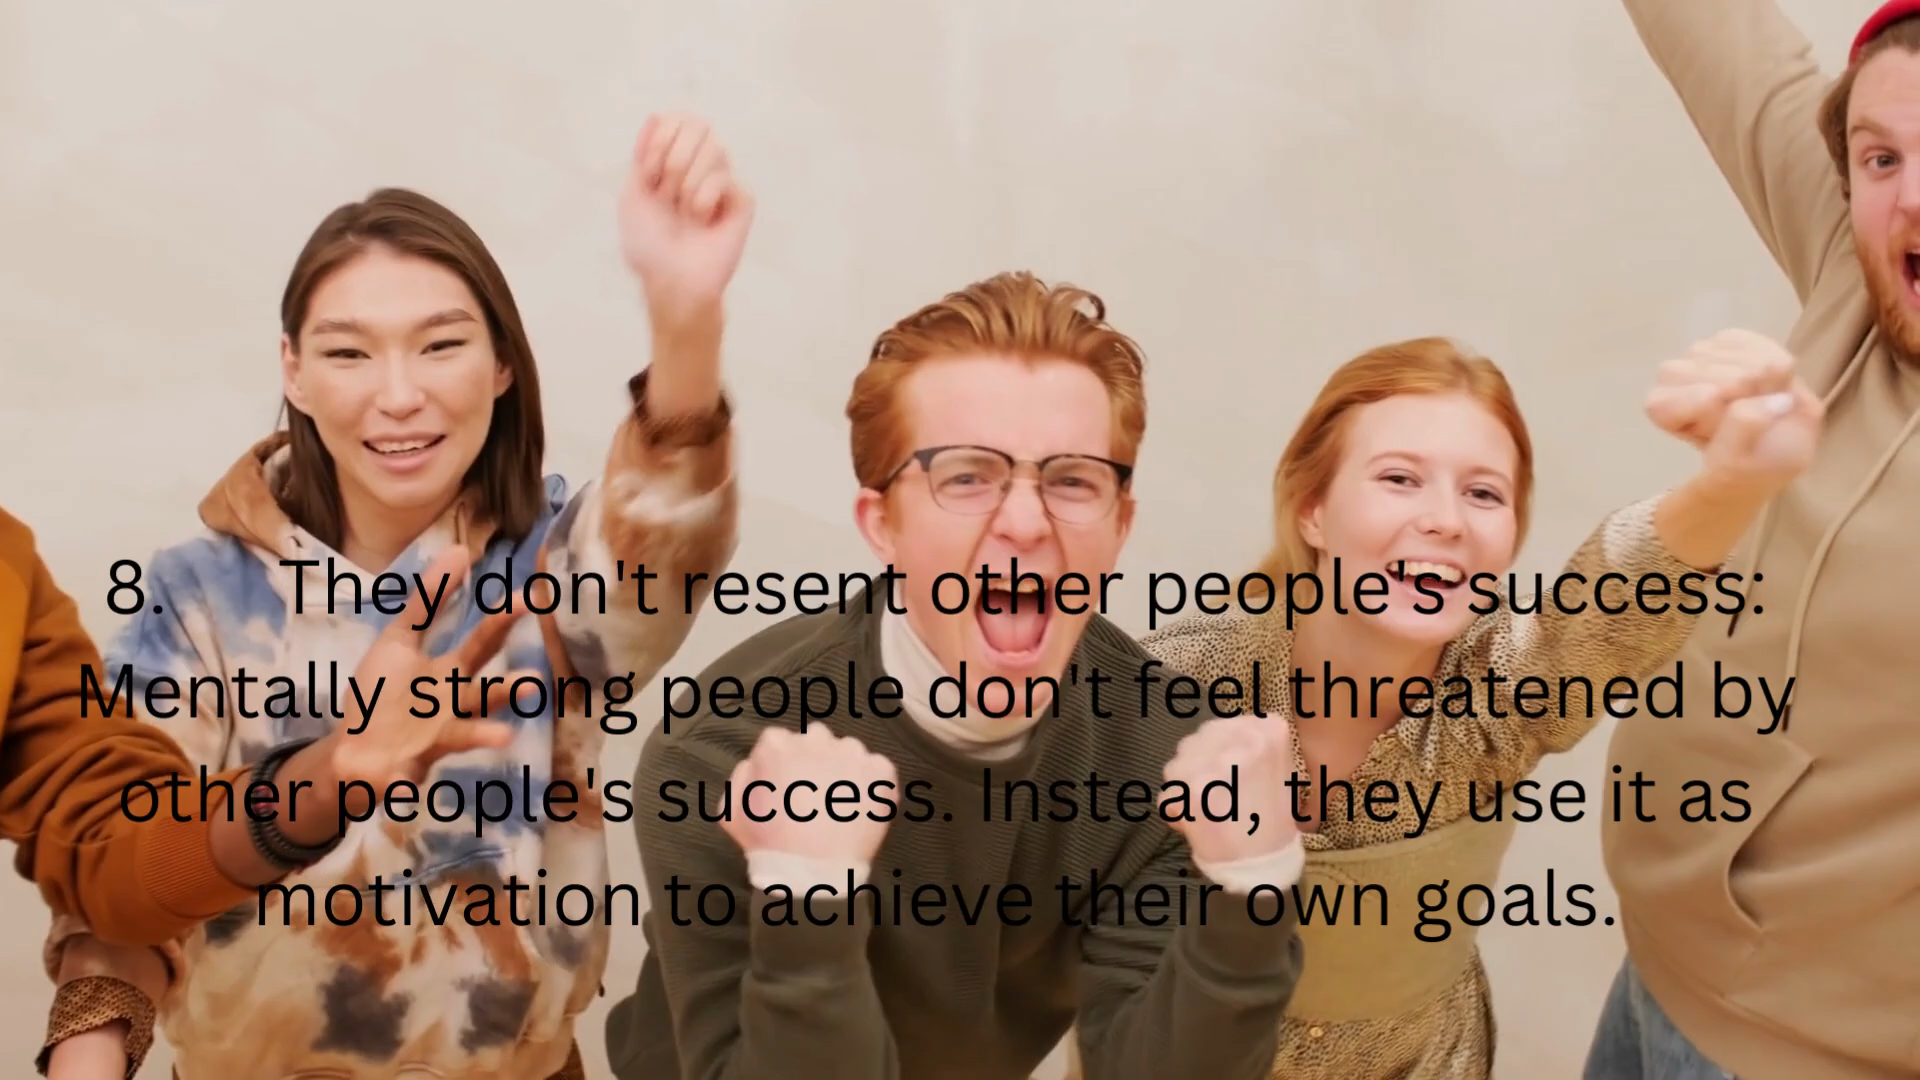 8. They don't resent other people's success:
Mentally strong people don't feel threatened by
other people's success. Instead, they use it as
motivation to achieve their own goals.